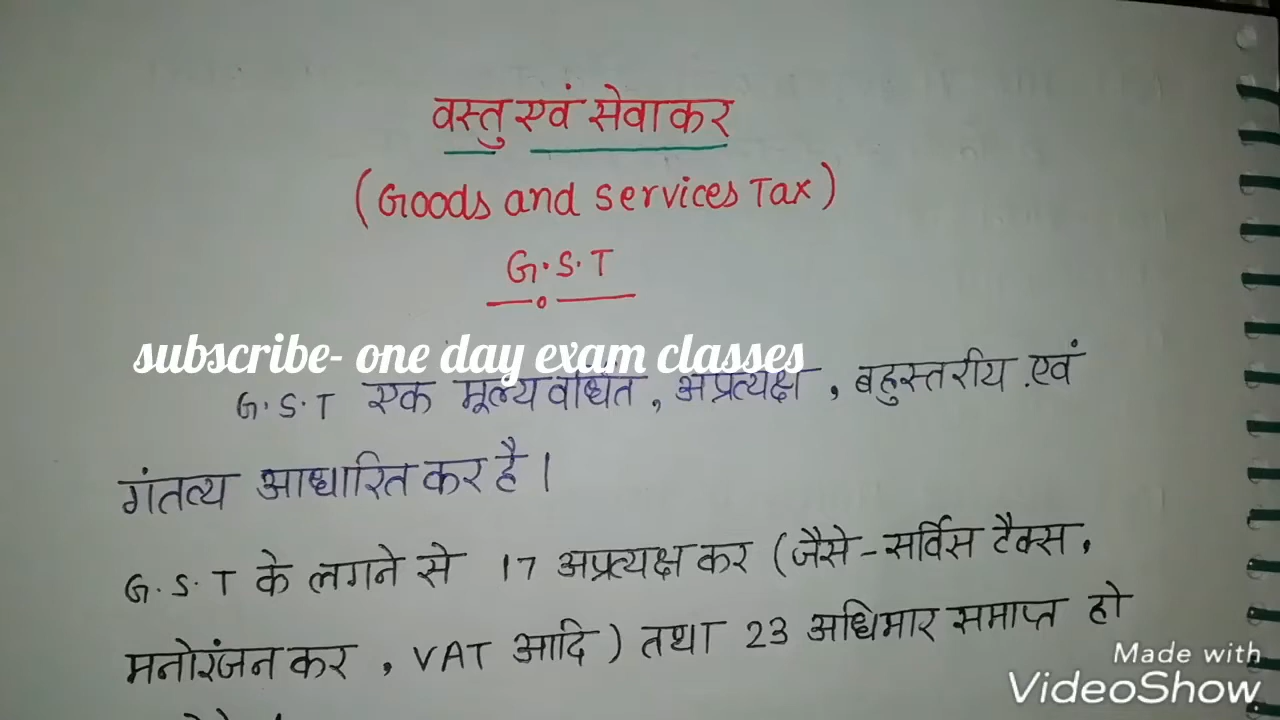 वस्तु एवं सेवा कर
(Goods and Services Tax)
G.S.T
subscribe- one day exam classes
G.S.T एक मूल्यवर्धित, अप्रत्यक्ष, बहुस्तरीय एवं
गंतव्य आधारित कर है।
G.S.T के लगने से 17 अप्रत्यक्ष कर (जैसे-सर्विस टैक्स,
मनोरंजन कर, VAT आदि) तथा 23 अधिभार समाप्त हो
Made with
VideoShow